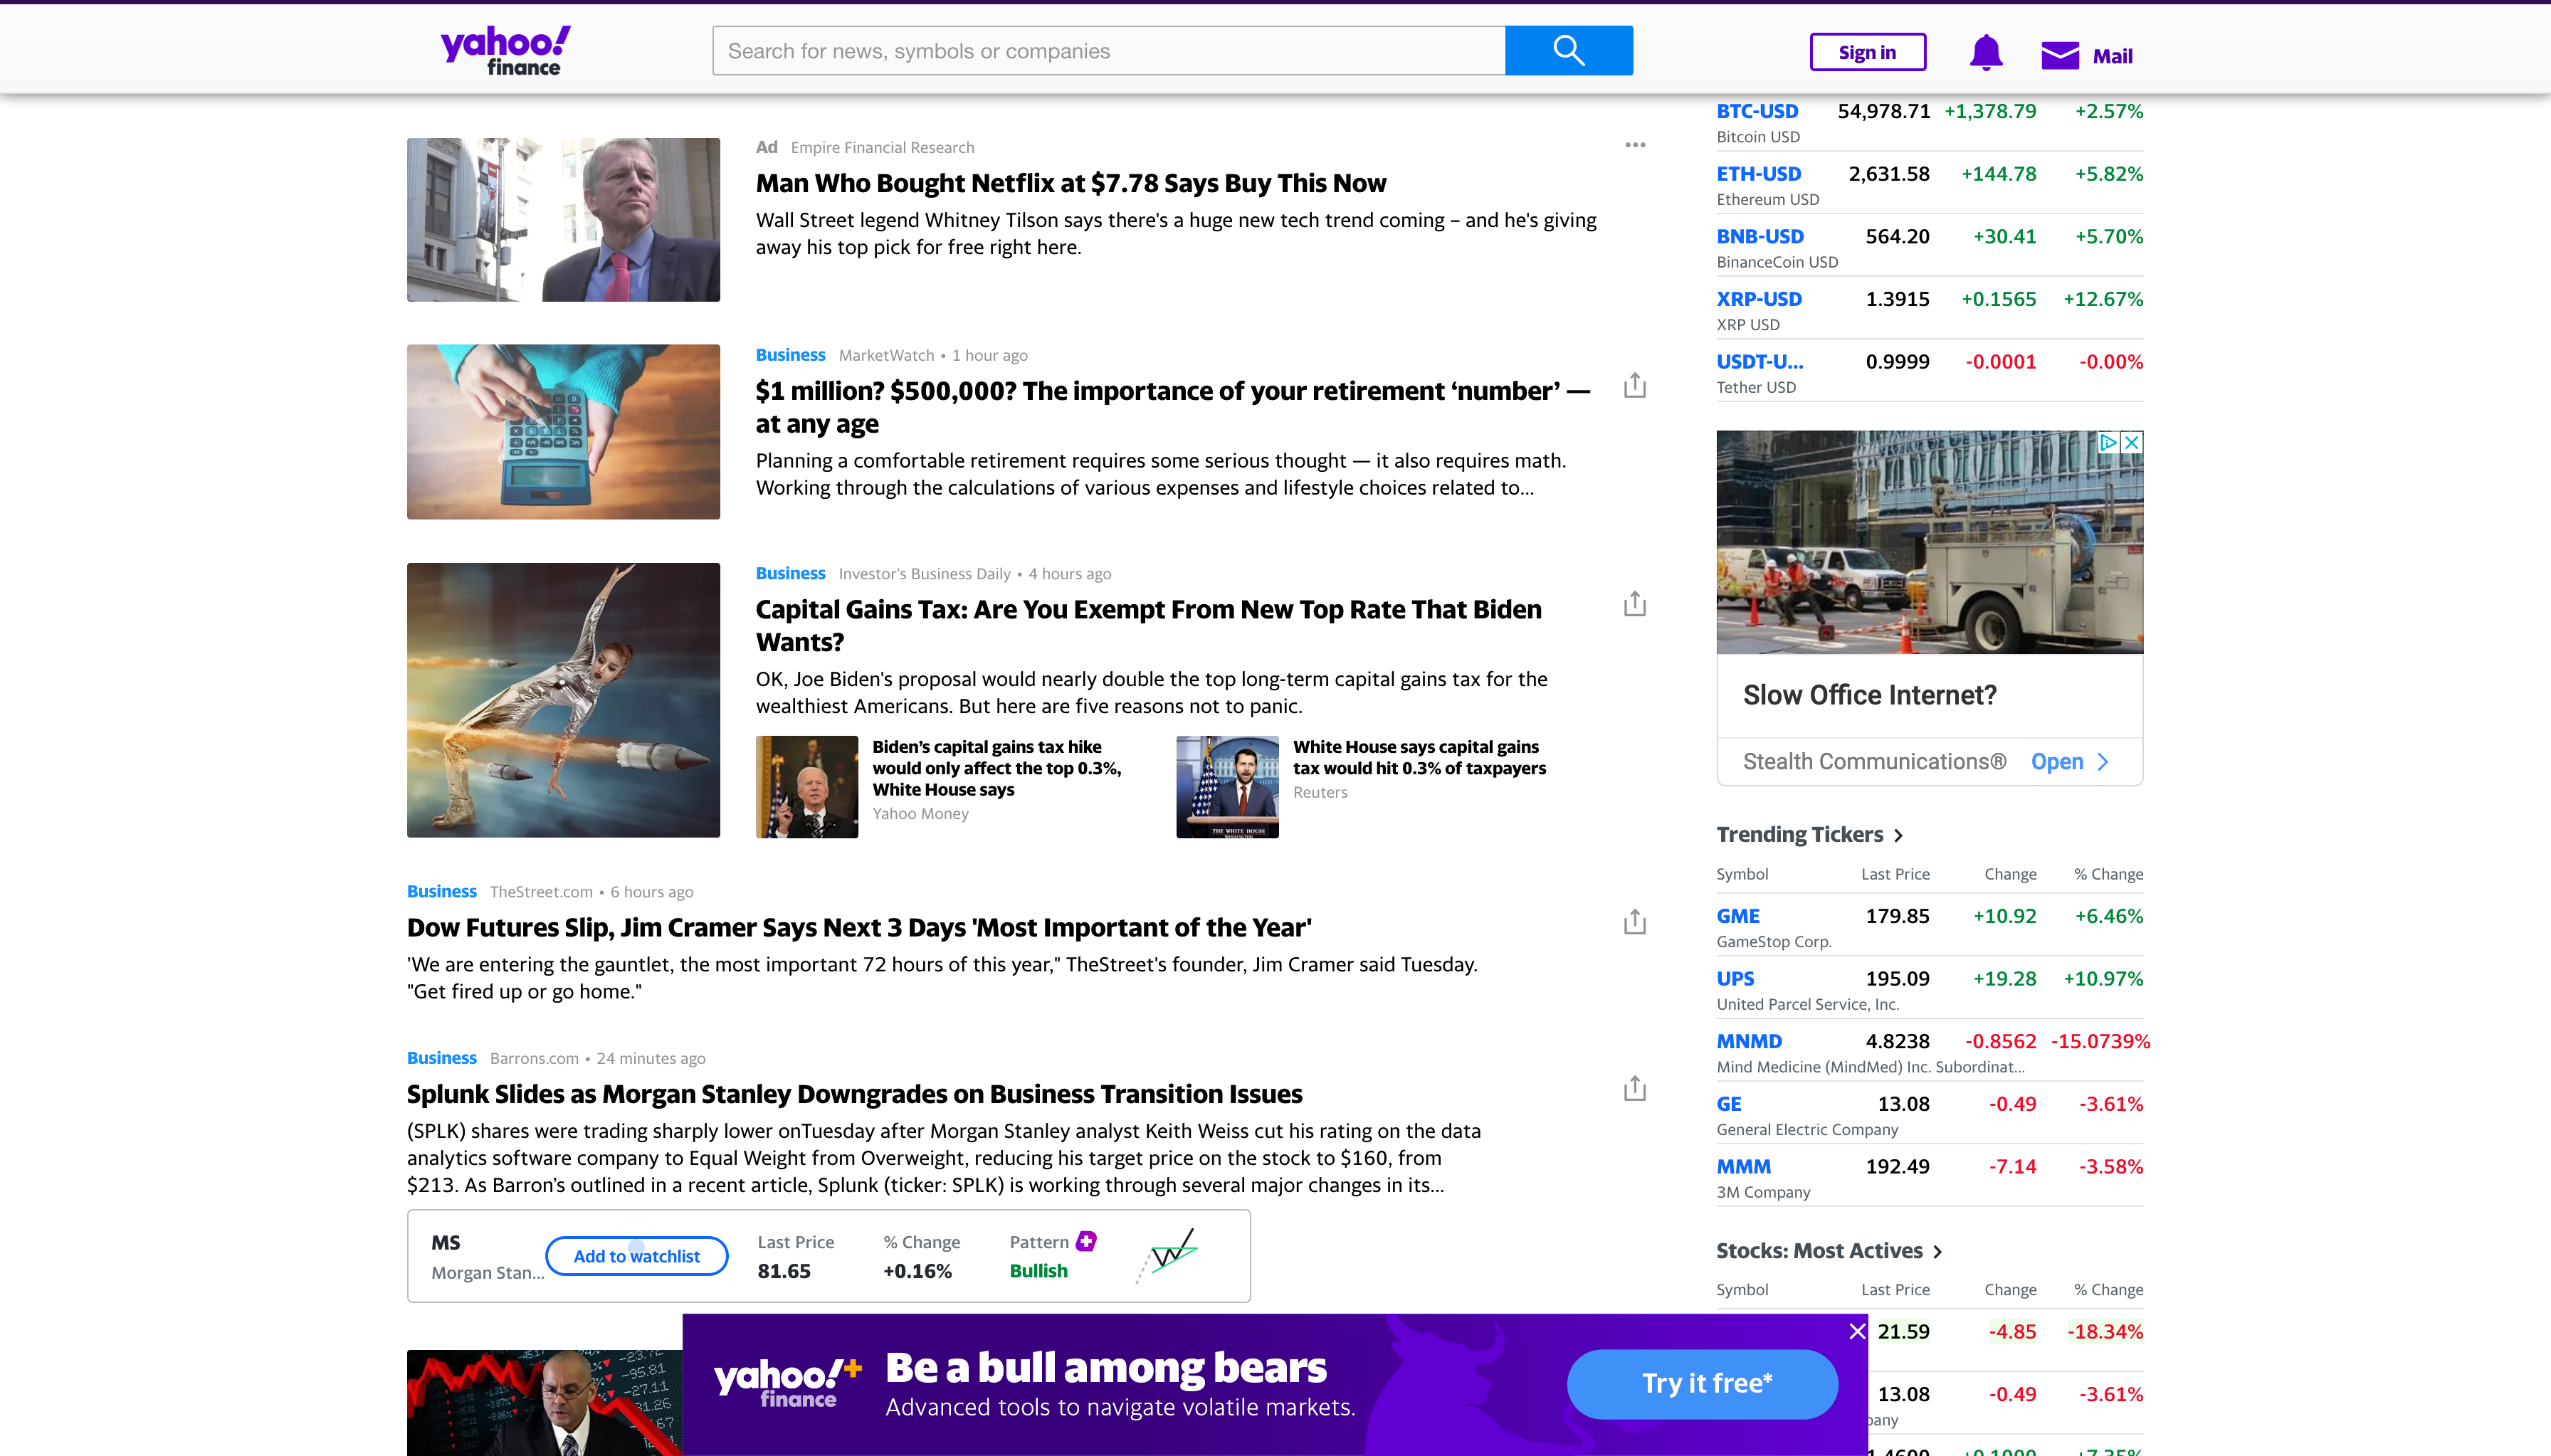 yahoo!
finance
Search for news, symbols or companies
Sign in
Mail
Ad Empire Financial Research
Man Who Bought Netflix at $7.78 Says Buy This Now
Wall Street legend Whitney Tilson says there's a huge new tech trend coming – and he's giving
away his top pick for free right here.
Business MarketWatch • 1 hour ago
$1 million? $500,000? The importance of your retirement ‘number’ —
at any age
Planning a comfortable retirement requires some serious thought — it also requires math.
Working through the calculations of various expenses and lifestyle choices related to...
Business Investor's Business Daily • 4 hours ago
Capital Gains Tax: Are You Exempt From New Top Rate That Biden
Wants?
OK, Joe Biden's proposal would nearly double the top long-term capital gains tax for the
wealthiest Americans. But here are five reasons not to panic.
Biden’s capital gains tax hike
would only affect the top 0.3%,
White House says
Yahoo Money
White House says capital gains
tax would hit 0.3% of taxpayers
Reuters
THE WHITE HOUSE
Business TheStreet.com • 6 hours ago
Dow Futures Slip, Jim Cramer Says Next 3 Days 'Most Important of the Year'
'We are entering the gauntlet, the most important 72 hours of this year," TheStreet's founder, Jim Cramer said Tuesday.
"Get fired up or go home."
Business Barrons.com • 24 minutes ago
Splunk Slides as Morgan Stanley Downgrades on Business Transition Issues
(SPLK) shares were trading sharply lower onTuesday after Morgan Stanley analyst Keith Weiss cut his rating on the data
analytics software company to Equal Weight from Overweight, reducing his target price on the stock to $160, from
$213. As Barron’s outlined in a recent article, Splunk (ticker: SPLK) is working through several major changes in its...
MS
Morgan Stan...
Add to watchlist
Last Price
81.65
% Change
+0.16%
Pattern
Bullish
-95.81
-27.11
31.26
67
BTC-USD 54,978.71 +1,378.79 +2.57%
Bitcoin USD
ETH-USD 2,631.58 +144.78 +5.82%
Ethereum USD
BNB-USD 564.20 +30.41 +5.70%
BinanceCoin USD
XRP-USD 1.3915 +0.1565 +12.67%
XRP USD
USDT-U... 0.9999 -0.0001 -0.00%
Tether USD
Slow Office Internet?
Stealth Communications® Open
Trending Tickers
Symbol Last Price Change % Change
GME 179.85 +10.92 +6.46%
GameStop Corp.
UPS 195.09 +19.28 +10.97%
United Parcel Service, Inc.
MNMD 4.8238 -0.8562 -15.0739%
Mind Medicine (MindMed) Inc. Subordinat...
GE 13.08 -0.49 -3.61%
General Electric Company
MMM 192.49 -7.14 -3.58%
3M Company
Stocks: Most Actives
Symbol Last Price Change % Change
21.59 -4.85 -18.34%
13.08 -0.49 -3.61%
pany
yahoo!+
finance
Be a bull among bears
Advanced tools to navigate volatile markets.
Try it free*